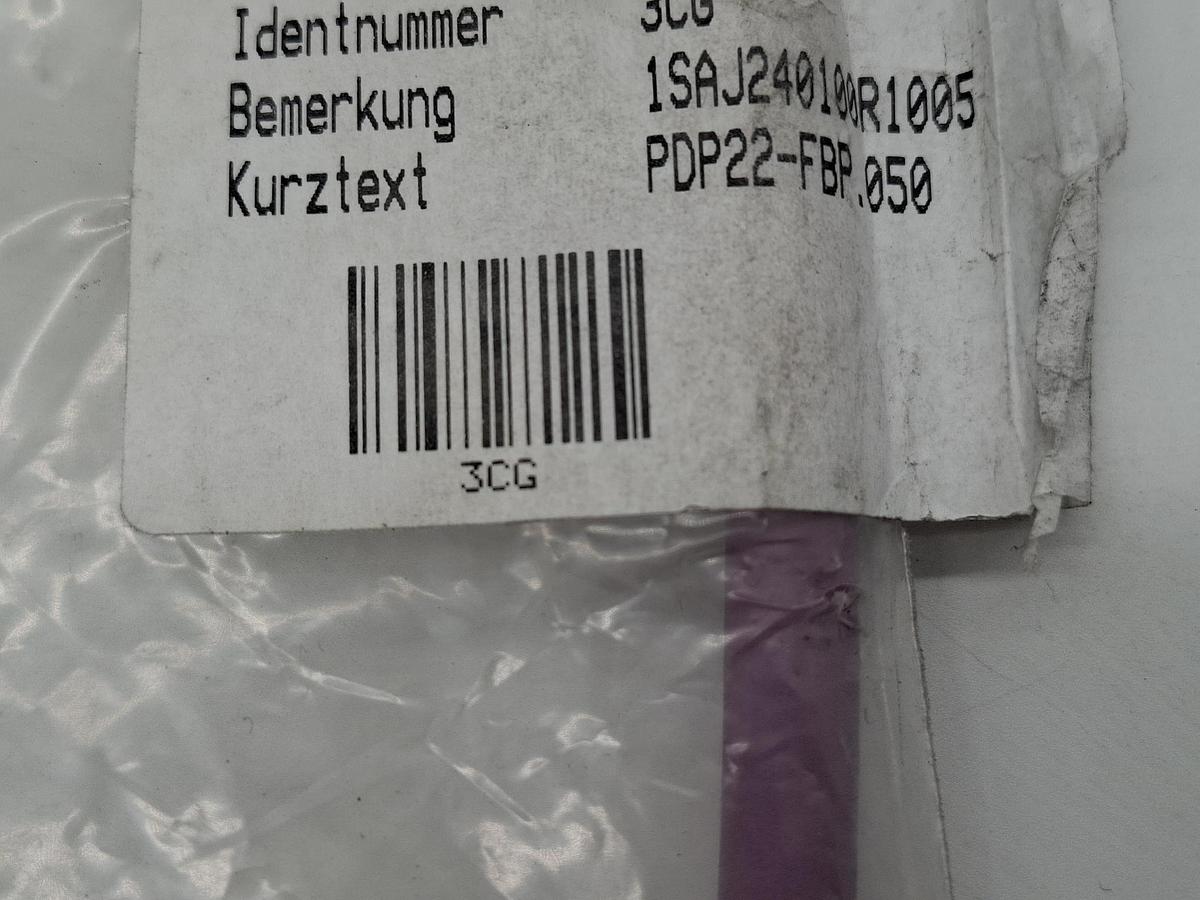 Identnummer 3CG
Bemerkung 1SAJ240100R1005
Kurztext PDP22-FBP.050
3CG